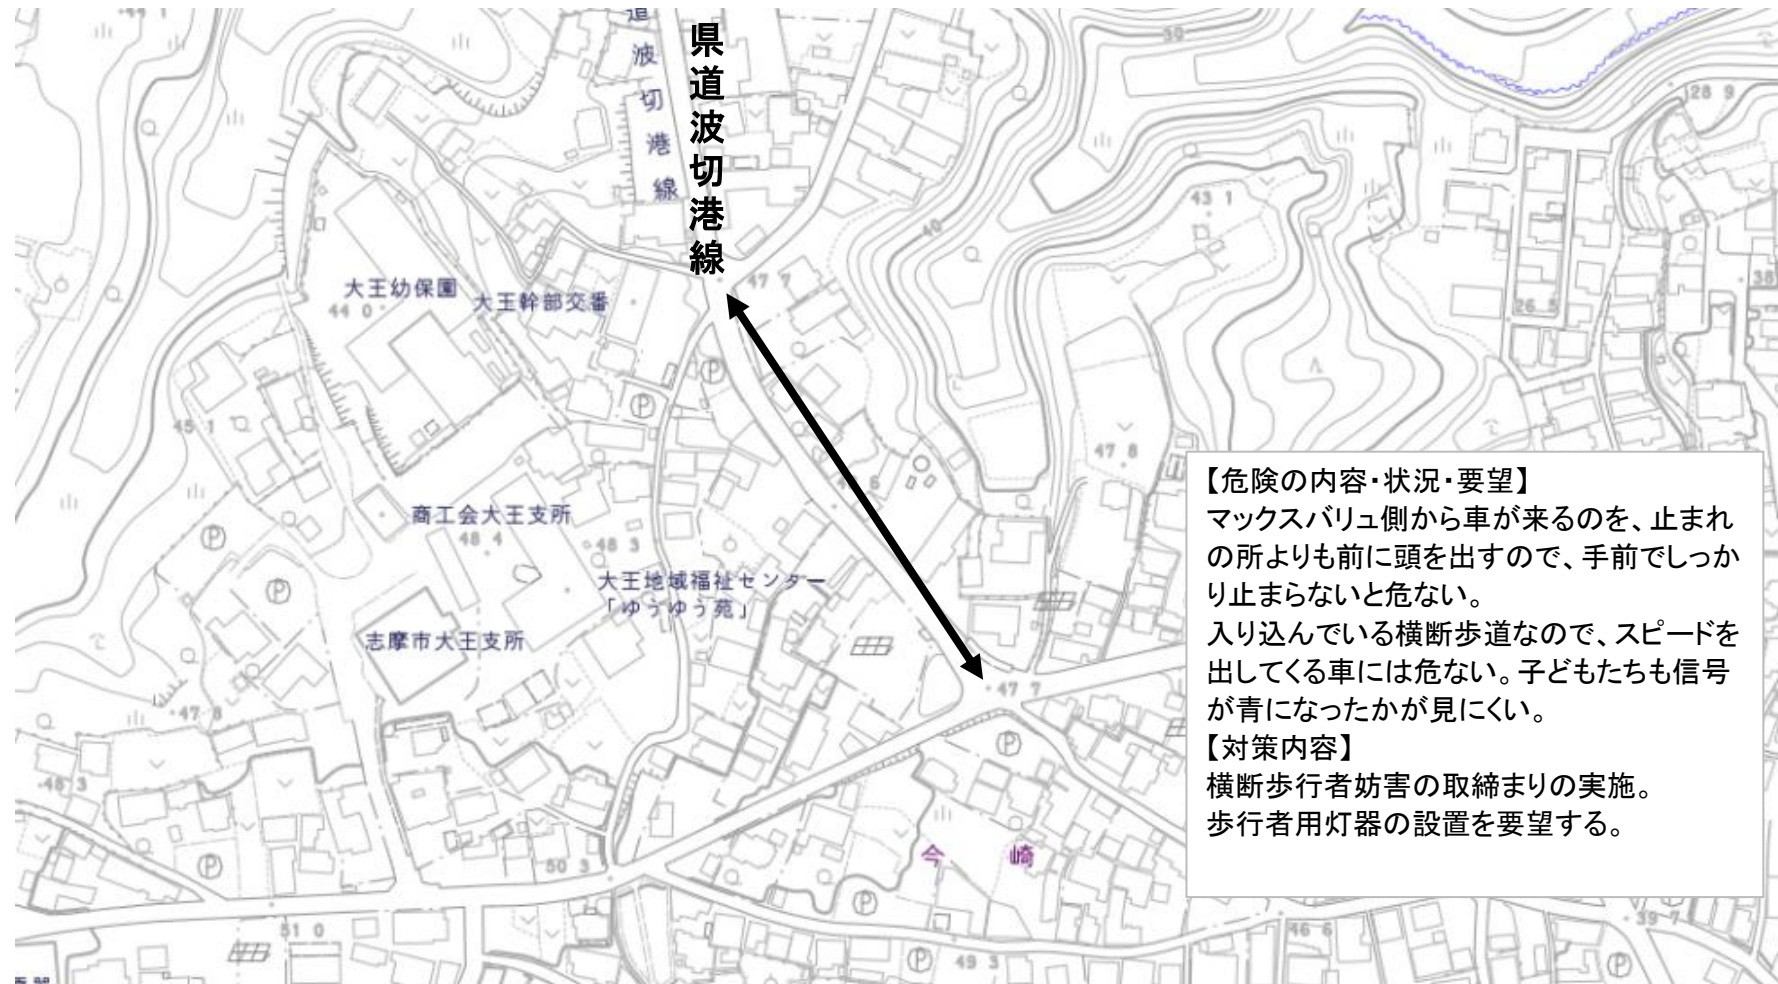 県道波切港線
道波切港線
44 1
30
28 9
43 1
40
38
大王幼保園
44 0
大王幹部交番
47 7
26 5
P
P
45 1
47 8
商工会大王支所
48 4
48 3
P
P
大王地域福祉センター
「ゆうゆう苑」
志摩市大王支所
47 7
47 8
P
48 3
50 3
P
今崎
P
51 0
P
49 3
46 6
39 7
P
【危険の内容・状況・要望】
マックスバリュ側から車が来るのを、止まれ
の所よりも前に頭を出すので、手前でしっか
り止まらないと危ない。
入り込んでいる横断歩道なので、スピードを
出してくる車には危ない。子どもたちも信号
が青になったかが見にくい。
【対策内容】
横断歩行者妨害の取締まりの実施。
歩行者用灯器の設置を要望する。